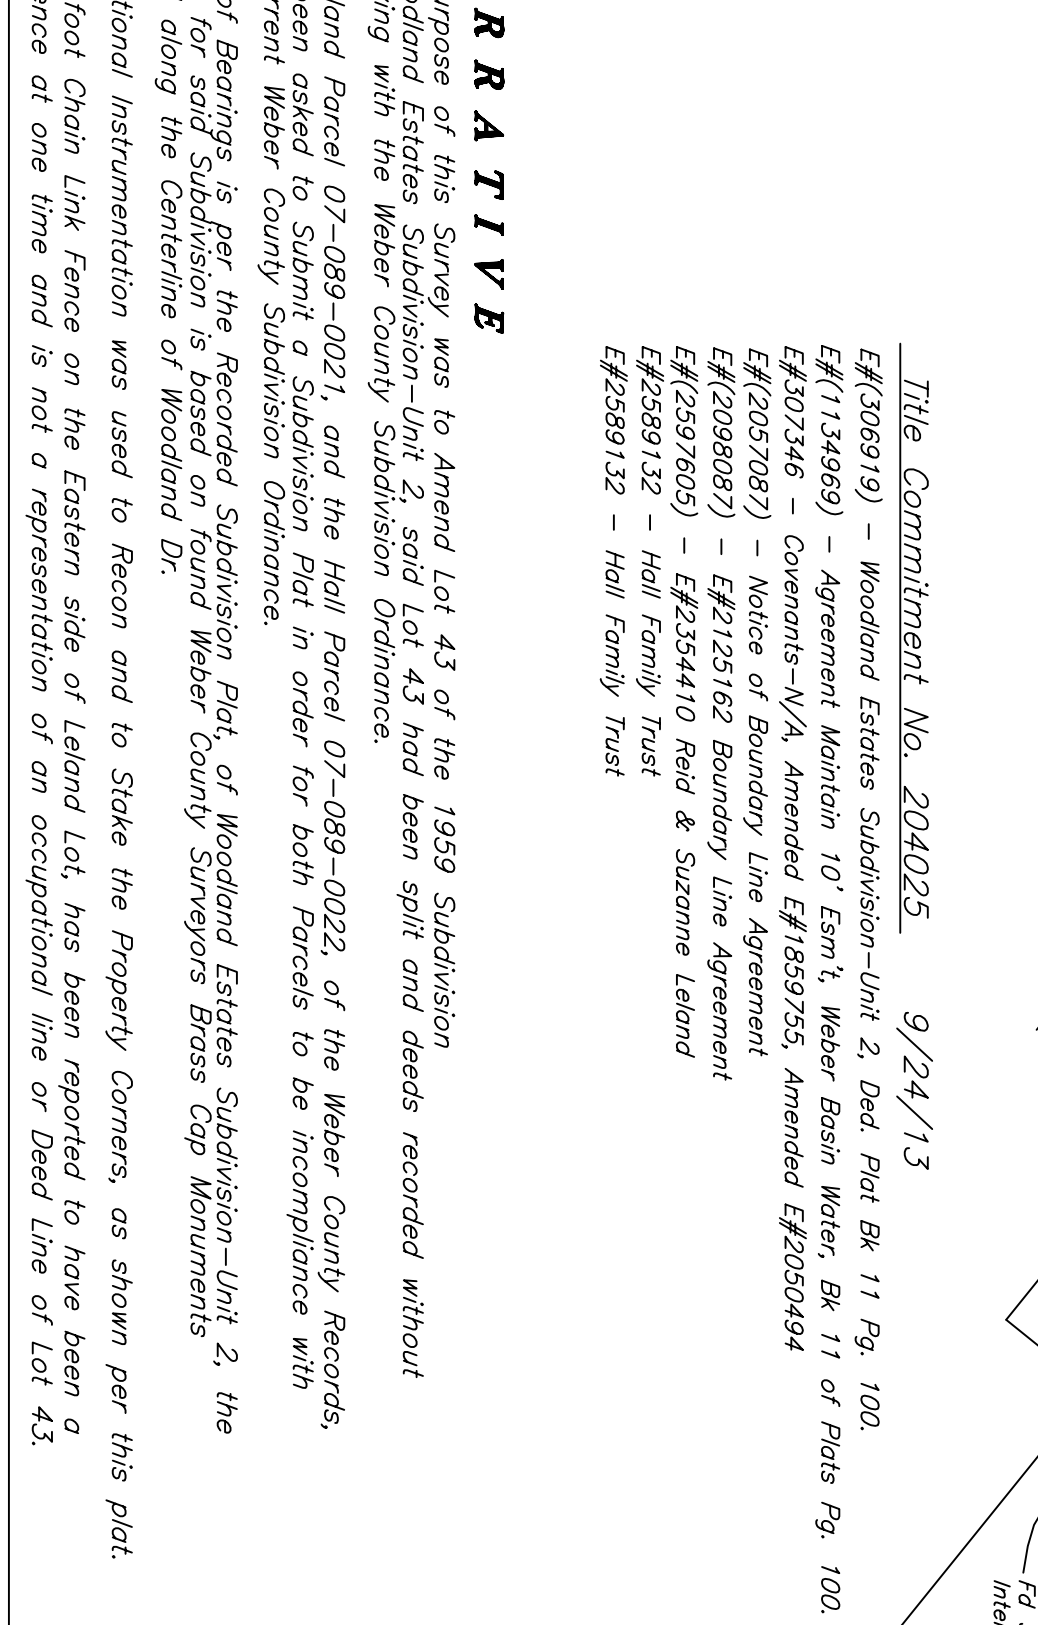 Title Commitment No. 204025 9/24/13
E#(306919) – Woodland Estates Subdivision–Unit 2, Ded. Plat Bk 11 Pg. 100.
E#(1134969) – Agreement Maintain 10' Esm't, Weber Basin Water, Bk 11 of Plats Pg. 100.
E#307346 – Covenants–N/A, Amended E#1859755, Amended E#2050494
E#(2057087) – Notice of Boundary Line Agreement
E#(2098087) – E#2125162 Boundary Line Agreement
E#(2597605) – E#2354410 Reid & Suzanne Leland
E#2589132 – Hall Family Trust
E#2589132 – Hall Family Trust
R R A T I V E
urpose of this Survey was to Amend Lot 43 of the 1959 Subdivision
odland Estates Subdivision–Unit 2, said Lot 43 had been split and deeds recorded without
ing with the Weber County Subdivision Ordinance.
land Parcel 07–089–0021, and the Hall Parcel 07–089–0022, of the Weber County Records,
een asked to Submit a Subdivision Plat in order for both Parcels to be incompliance with
rrent Weber County Subdivision Ordinance.
of Bearings is per the Recorded Subdivision Plat, of Woodland Estates Subdivision–Unit 2, the
for said Subdivision is based on found Weber County Surveyors Brass Cap Monuments
along the Centerline of Woodland Dr.
tional Instrumentation was used to Recon and to Stake the Property Corners, as shown per this plat.
foot Chain Link Fence on the Eastern side of Leland Lot, has been reported to have been a
ence at one time and is not a representation of an occupational line or Deed Line of Lot 43.
Fd
Inter